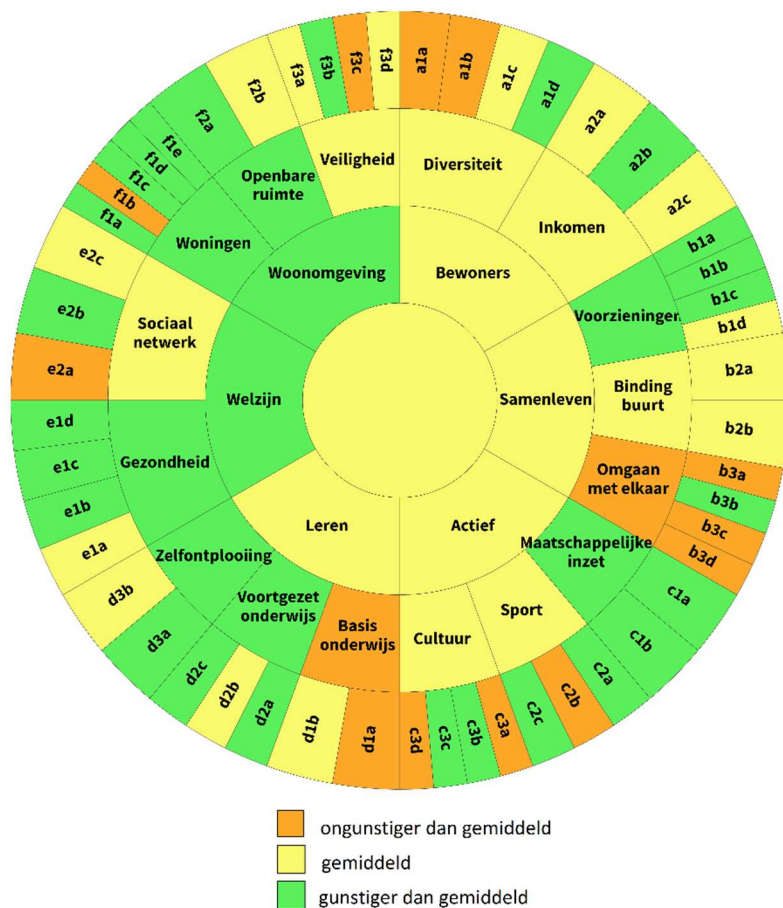 a1a
a1b
a1c
a1d
a2a
a2b
a2c
b1a
b1b
b1c
b1d
b2a
b2b
b3a
b3b
b3c
b3d
c1a
c1b
c2a
c2b
c2c
c3a
c3b
c3c
c3d
d1a
d1b
d2a
d2b
d2c
d3a
d3b
e1a
e1b
e1c
e1d
e2a
e2b
e2c
f1a
f1b
f1c
f1d
f1e
f2a
f2b
f3a
f3b
f3c
f3d
Diversiteit
Inkomen
Voorzieningen
Binding
buurt
Omgaan
met elkaar
Maatschappelijke
inzet
Sport
Cultuur
Basis
onderwijs
Voortgezet
onderwijs
Zelfontplooiing
Gezondheid
Sociaal
netwerk
Woningen
Openbare
ruimte
Veiligheid
Bewoners
Samenleven
Actief
Leren
Welzijn
Woonomgeving
ongunstiger dan gemiddeld
gemiddeld
gunstiger dan gemiddeld